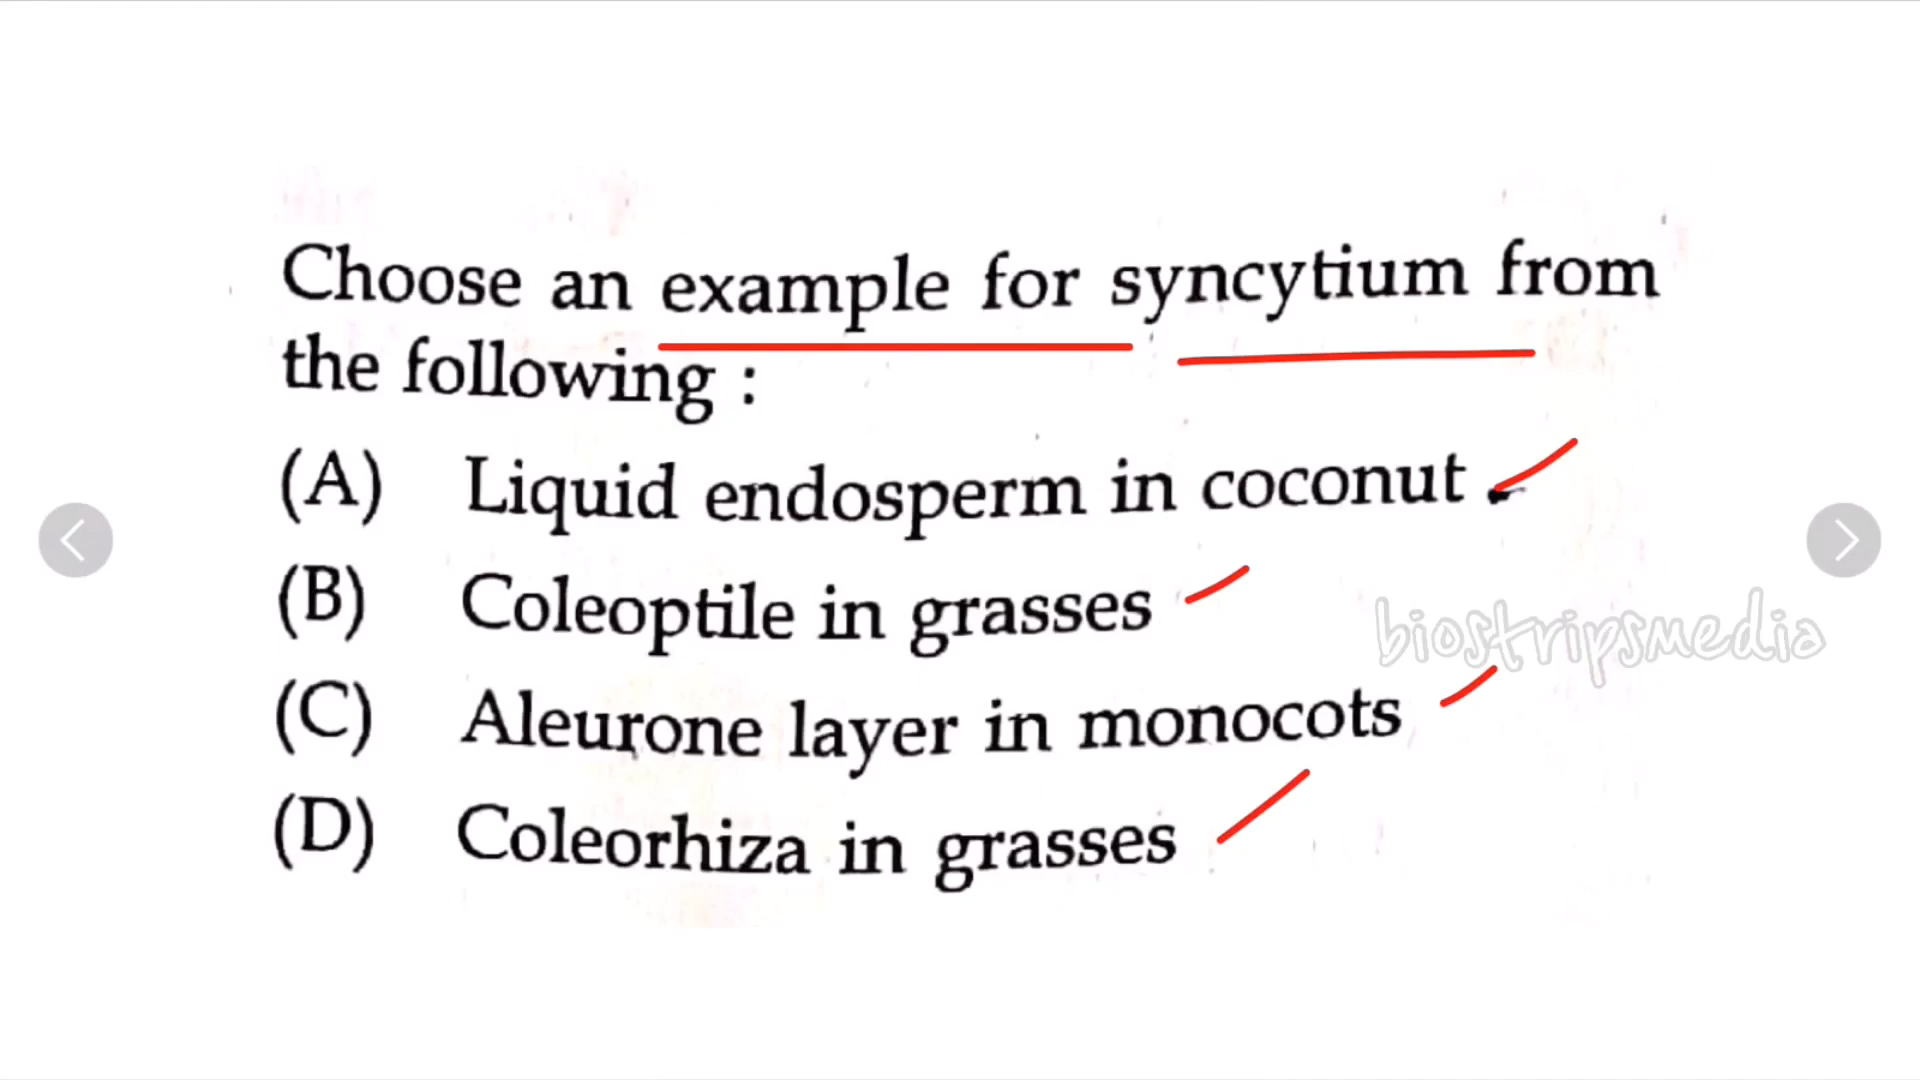 Choose an example for syncytium from
the following :
(A) Liquid endosperm in coconut
(B) Coleoptile in grasses
(C) Aleurone layer in monocots
(D) Coleorhiza in grasses
biostripsmedia